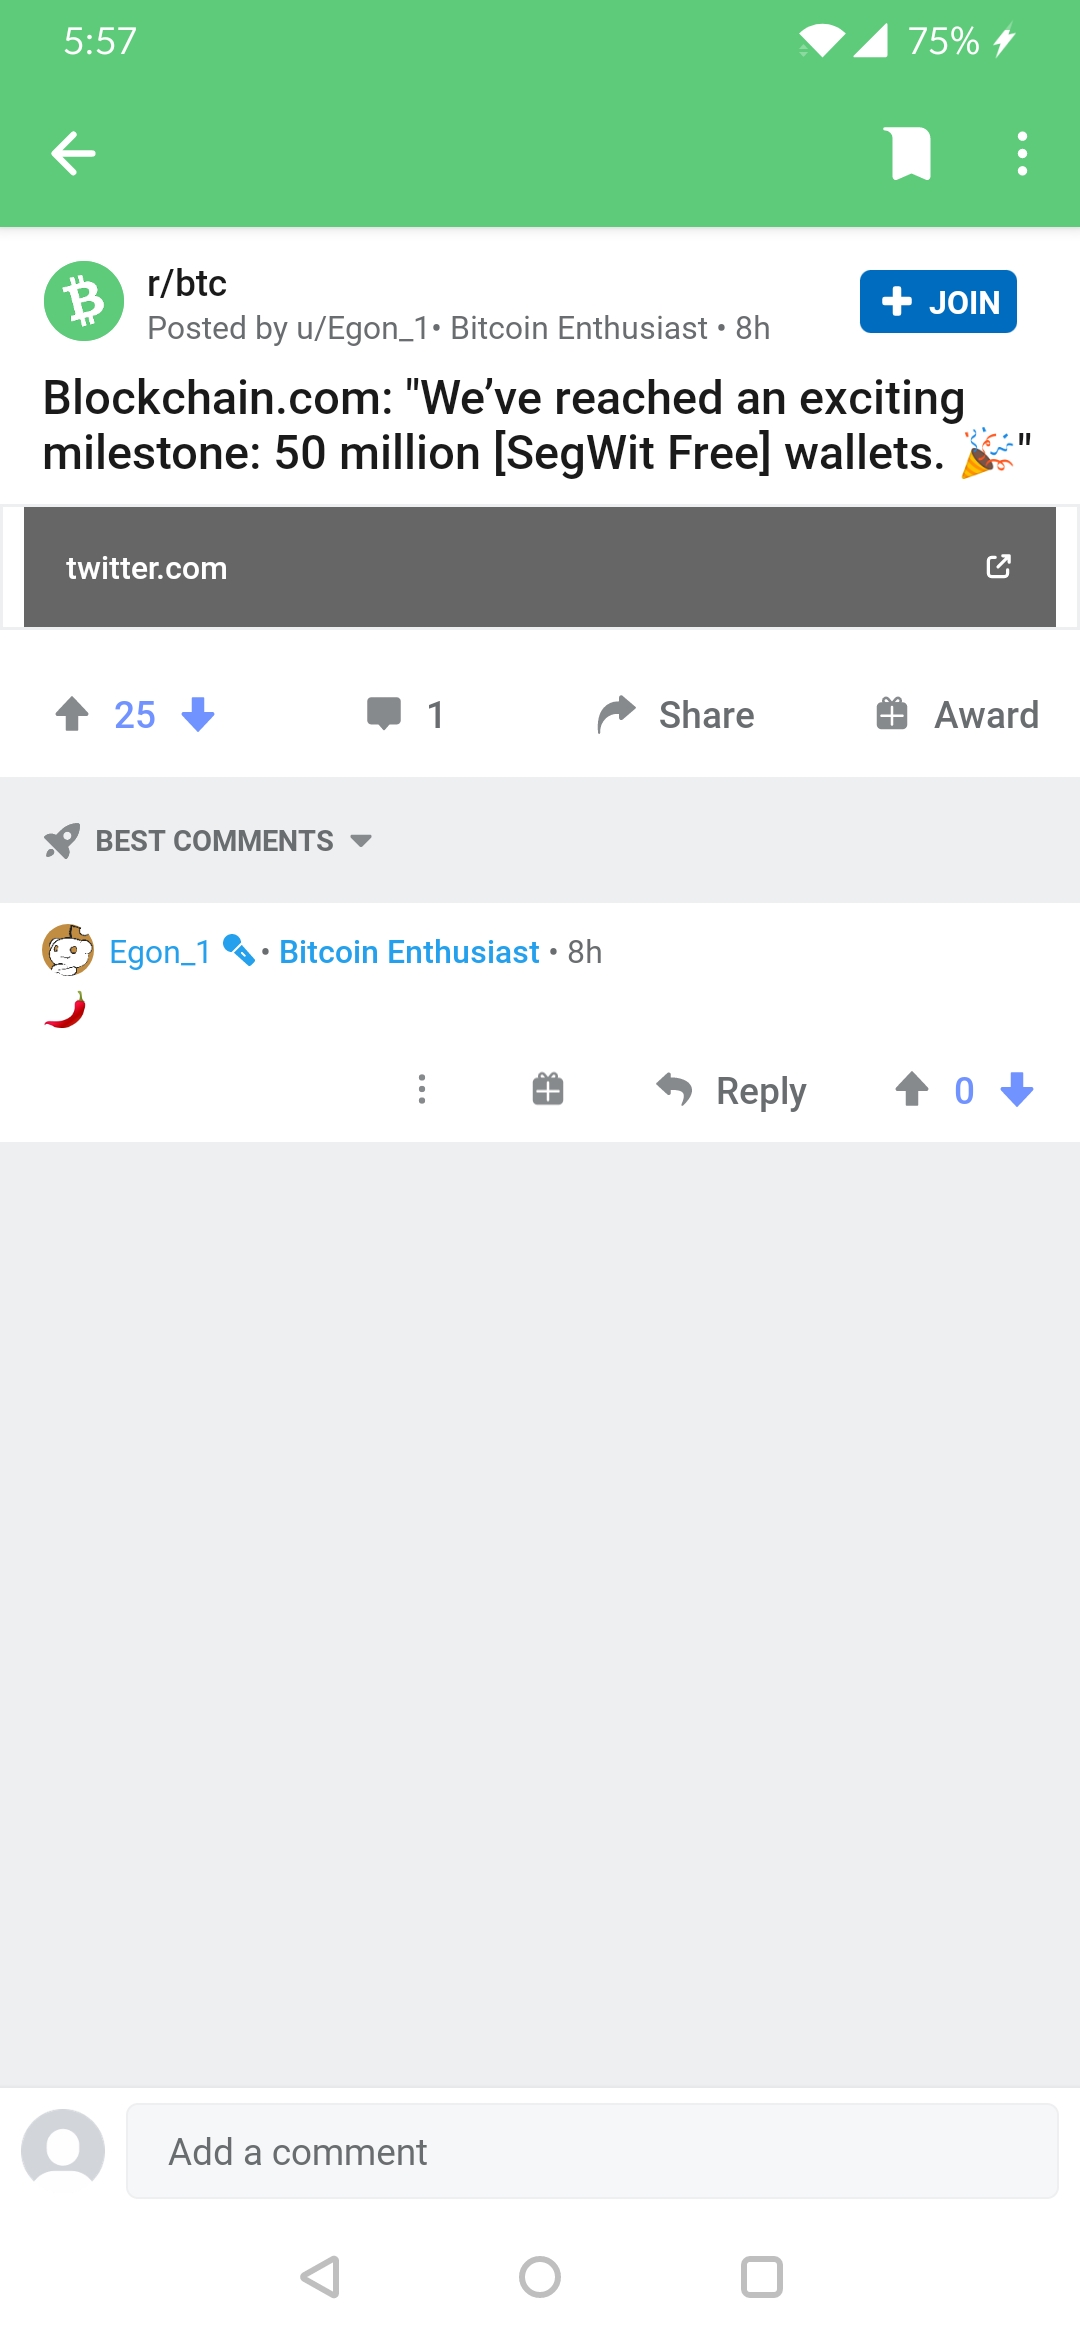 5:57
75%
r/btc
Posted by u/Egon_1• Bitcoin Enthusiast • 8h
JOIN
Blockchain.com: "We’ve reached an exciting
milestone: 50 million [SegWit Free] wallets. 🎉"
twitter.com
25
1
Share
Award
BEST COMMENTS
Egon_1 • Bitcoin Enthusiast • 8h
🌶️
Reply
0
Add a comment